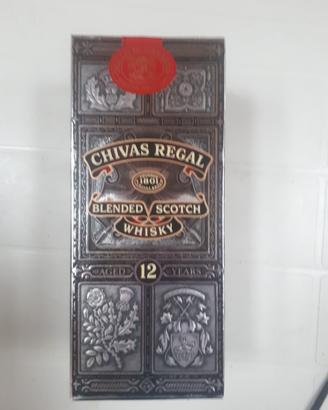 CHIVAS REGAL
1801
BLENDED SCOTCH
WHISKY
AGED 12 YEARS